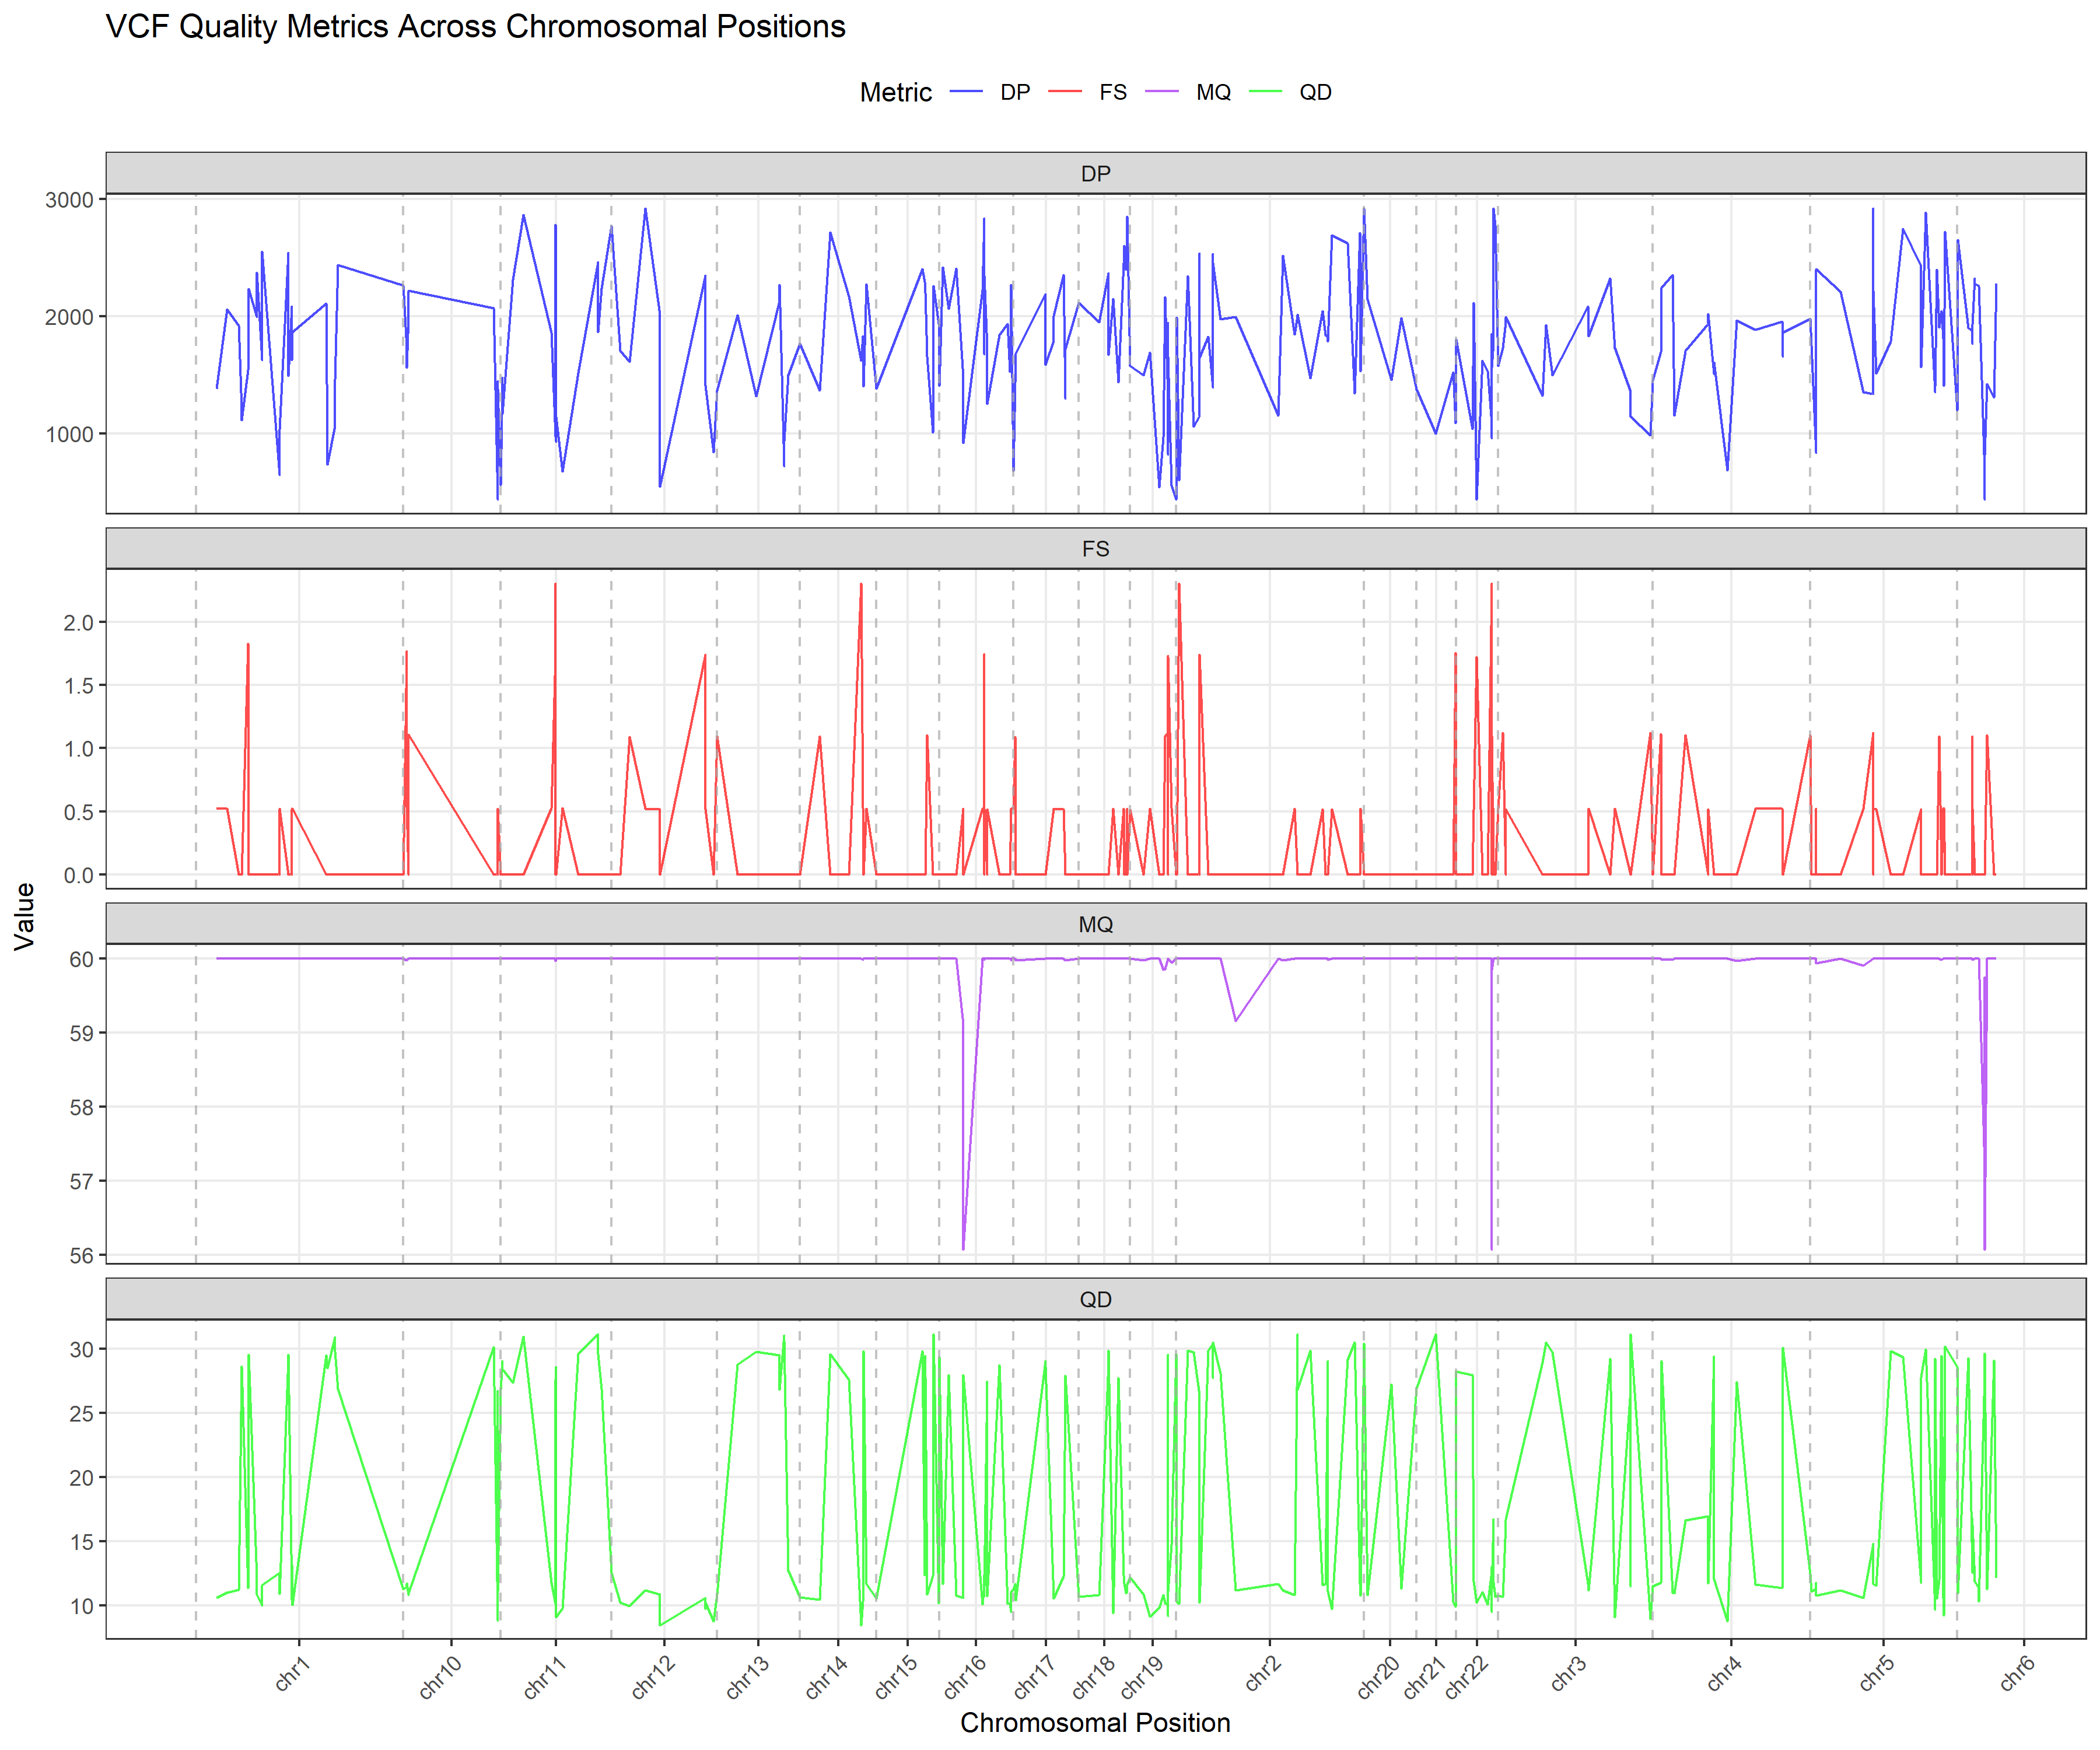 VCF Quality Metrics Across Chromosomal Positions
Metric DP FS MQ QD
DP
3000
2000
1000
FS
2.0
1.5
1.0
0.5
0.0
Value
MQ
60
59
58
57
56
QD
30
25
20
15
10
chr1 chr10 chr11 chr12 chr13 chr14 chr15 chr16 chr17 chr18 chr19 chr2 chr20 chr21 chr22 chr3 chr4 chr5 chr6
Chromosomal Position